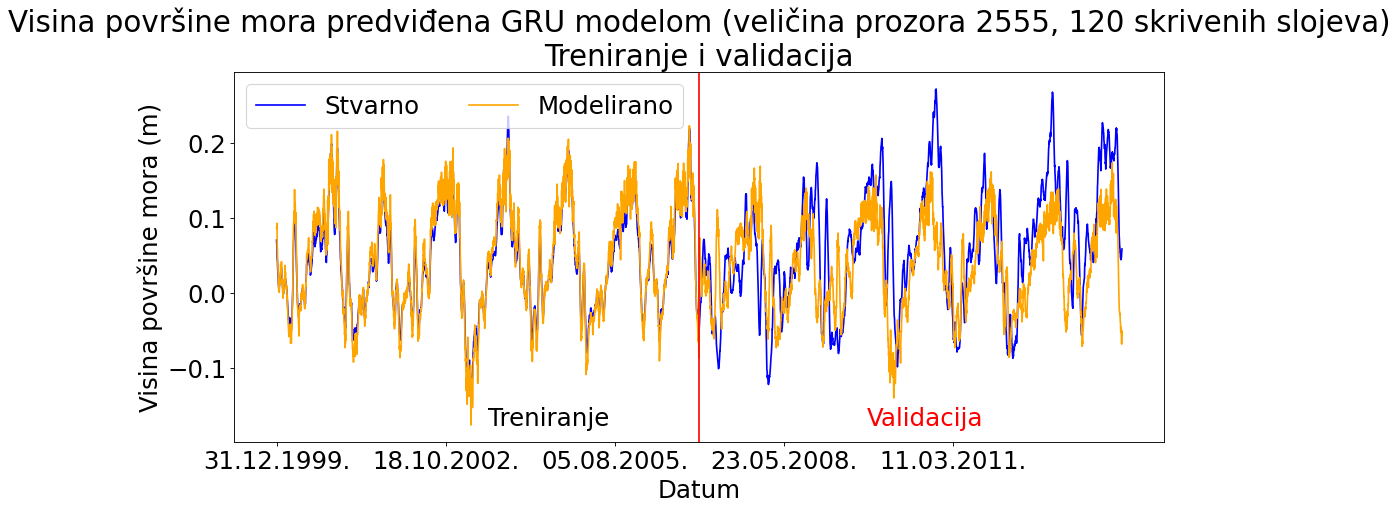 Visina površine mora predviđena GRU modelom (veličina prozora 2555, 120 skrivenih slojeva)
Treniranje i validacija
Stvarno
Modelirano
Visina površine mora (m)
0.2
0.1
0.0
−0.1
Treniranje
Validacija
31.12.1999.
18.10.2002.
05.08.2005.
23.05.2008.
11.03.2011.
Datum